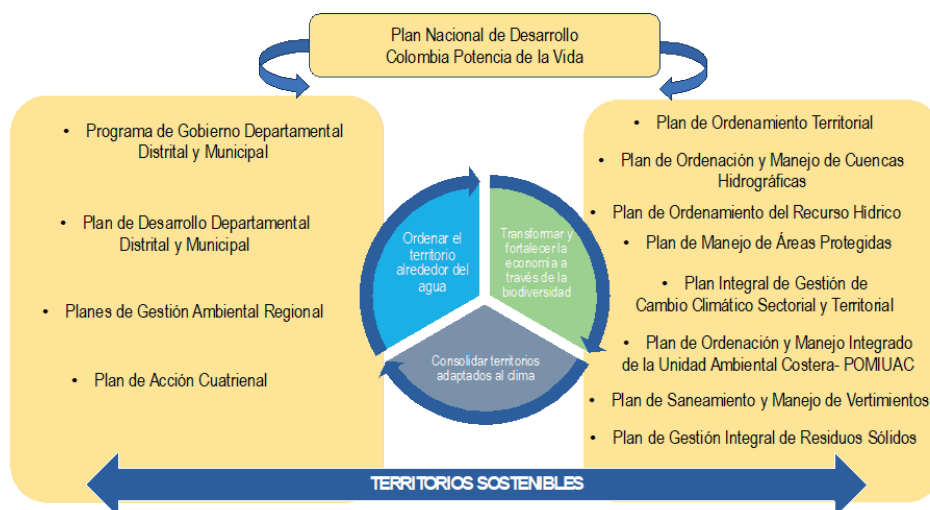 Plan Nacional de Desarrollo
Colombia Potencia de la Vida
• Programa de Gobierno Departamental
Distrital y Municipal
• Plan de Desarrollo Departamental
Distrital y Municipal
• Planes de Gestión Ambiental Regional
• Plan de Acción Cuatrienal
Ordenar el
territorio
alrededor del
agua
Transformar y
fortalecer la
economía a
través de la
biodiversidad
Consolidar territorios
adaptados al clima
• Plan de Ordenamiento Territorial
• Plan de Ordenación y Manejo de Cuencas
Hidrográficas
• Plan de Ordenamiento del Recurso Hídrico
• Plan de Manejo de Áreas Protegidas
• Plan Integral de Gestión de
Cambio Climático Sectorial y Territorial
• Plan de Ordenación y Manejo Integrado
de la Unidad Ambiental Costera- POMIUAC
• Plan de Saneamiento y Manejo de Vertimientos
• Plan de Gestión Integral de Residuos Sólidos
TERRITORIOS SOSTENIBLES